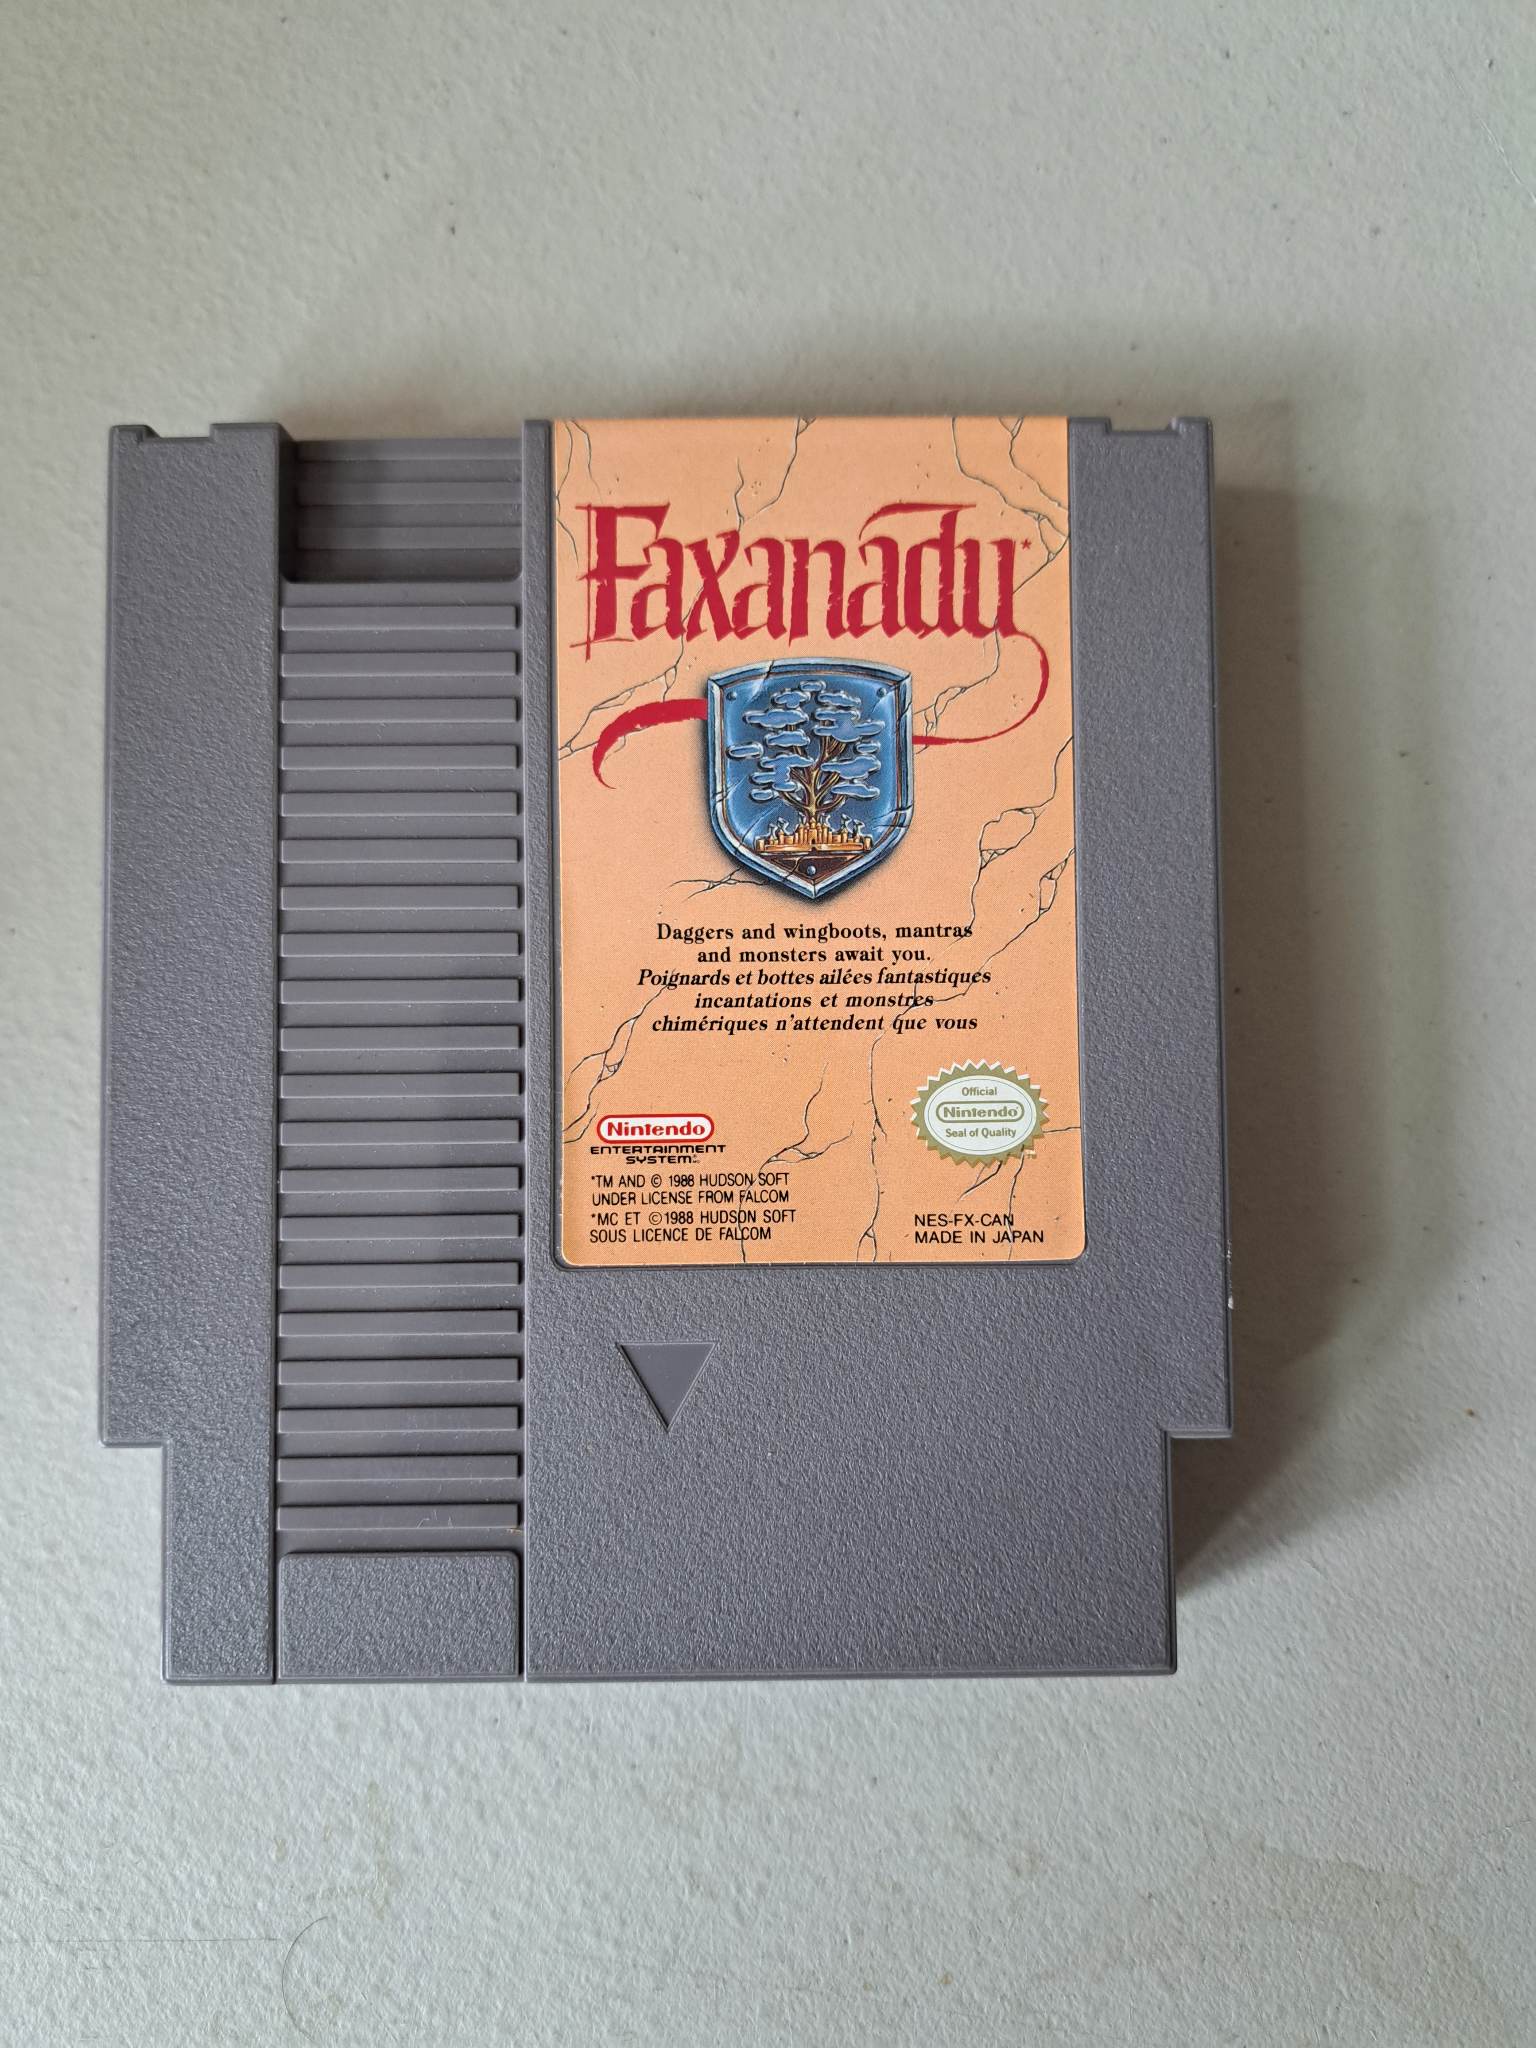 Faxanadu*
Daggers and wingboots, mantras
and monsters await you.
Poignards et bottes ailées fantastiques
incantations et monstres
chimériques n'attendent que vous
Official
Nintendo®
Seal of Quality
Nintendo®
ENTERTAINMENT
SYSTEM™
*TM AND © 1988 HUDSON SOFT
UNDER LICENSE FROM FALCOM
*MC ET ©1988 HUDSON SOFT
SOUS LICENCE DE FALCOM
NES-FX-CAN
MADE IN JAPAN